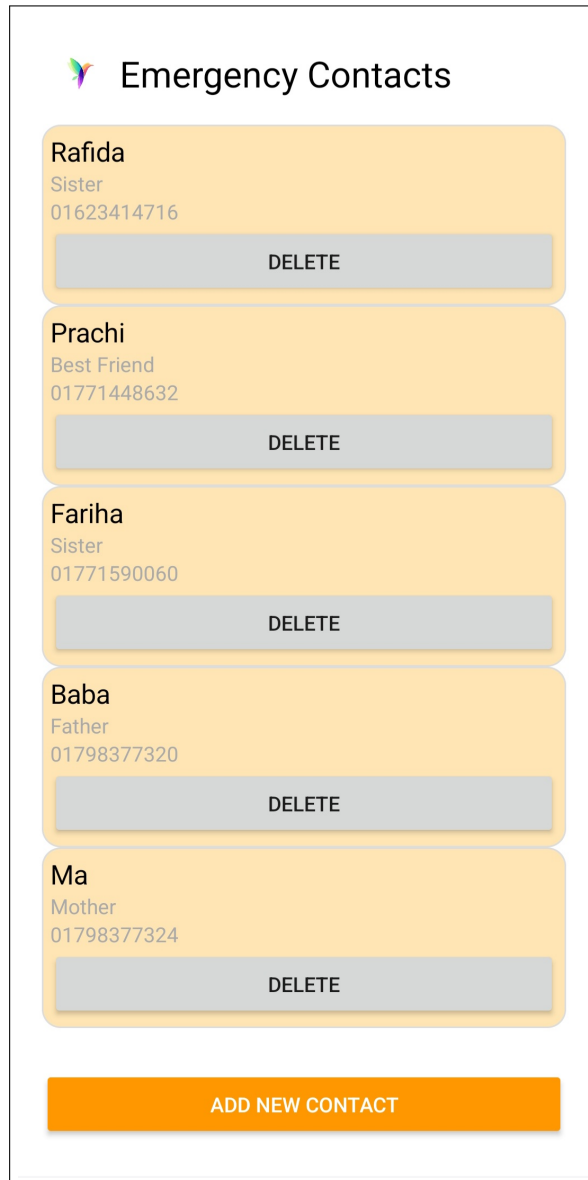 Emergency Contacts
Rafida
Sister
01623414716
DELETE
Prachi
Best Friend
01771448632
DELETE
Fariha
Sister
01771590060
DELETE
Baba
Father
01798377320
DELETE
Ma
Mother
01798377324
DELETE
ADD NEW CONTACT